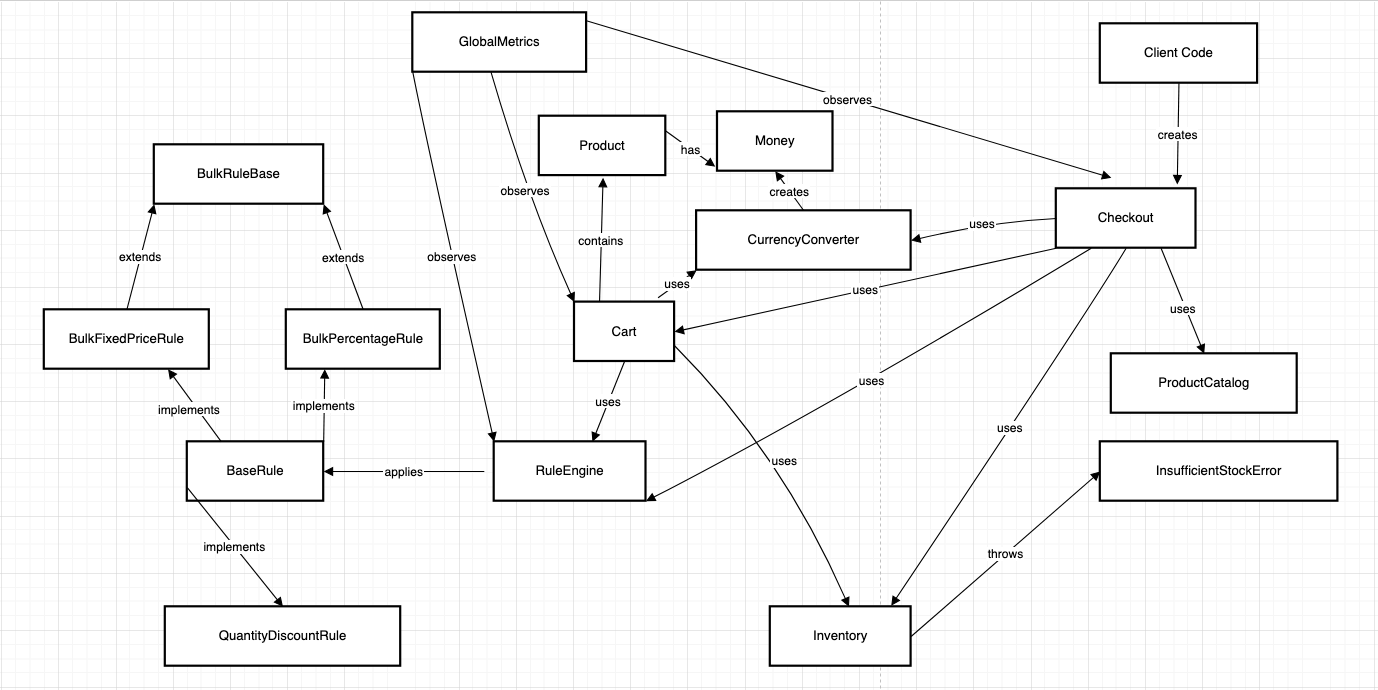 GlobalMetrics
Client Code
observes
creates
Product
has
Money
BulkRuleBase
observes
creates
Checkout
contains
CurrencyConverter
uses
extends
extends
observes
uses
uses
BulkFixedPriceRule
BulkPercentageRule
Cart
uses
ProductCatalog
uses
implements
implements
uses
uses
BaseRule
applies
RuleEngine
uses
InsufficientStockError
implements
throws
QuantityDiscountRule
Inventory